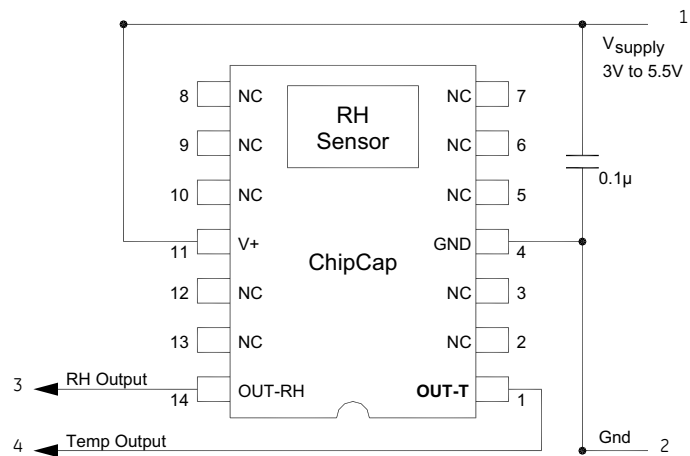 1
Vsupply
3V to 5.5V
8 NC
NC 7
RH
Sensor
9 NC
NC 6
10 NC
NC 5
0.1µ
11 V+
GND 4
ChipCap
12 NC
NC 3
13 NC
NC 2
3 RH Output
14 OUT-RH
OUT-T 1
4 Temp Output
Gnd 2